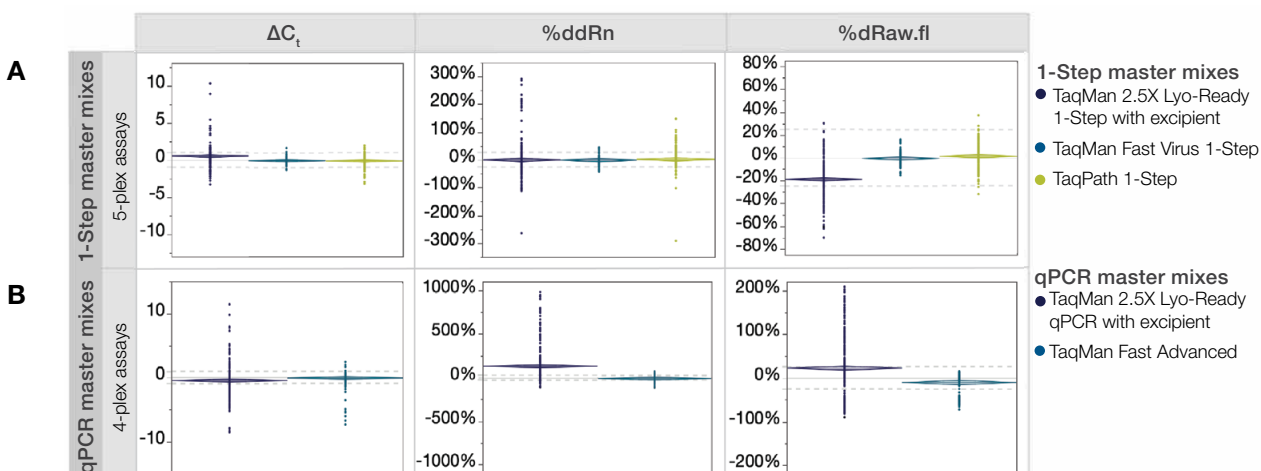 ΔCt
%ddRn
%dRaw.fl
A
1-Step master mixes
5-plex assays
10
5
0
-5
-10
300%
200%
100%
0%
-100%
-200%
-300%
80%
60%
40%
20%
0%
-20%
-40%
-60%
-80%
1-Step master mixes
TaqMan 2.5X Lyo-Ready
1-Step with excipient
TaqMan Fast Virus 1-Step
TaqPath 1-Step
B
qPCR master mixes
4-plex assays
10
0
-10
1000%
500%
0%
-500%
-1000%
200%
100%
0%
-100%
-200%
qPCR master mixes
TaqMan 2.5X Lyo-Ready
qPCR with excipient
TaqMan Fast Advanced